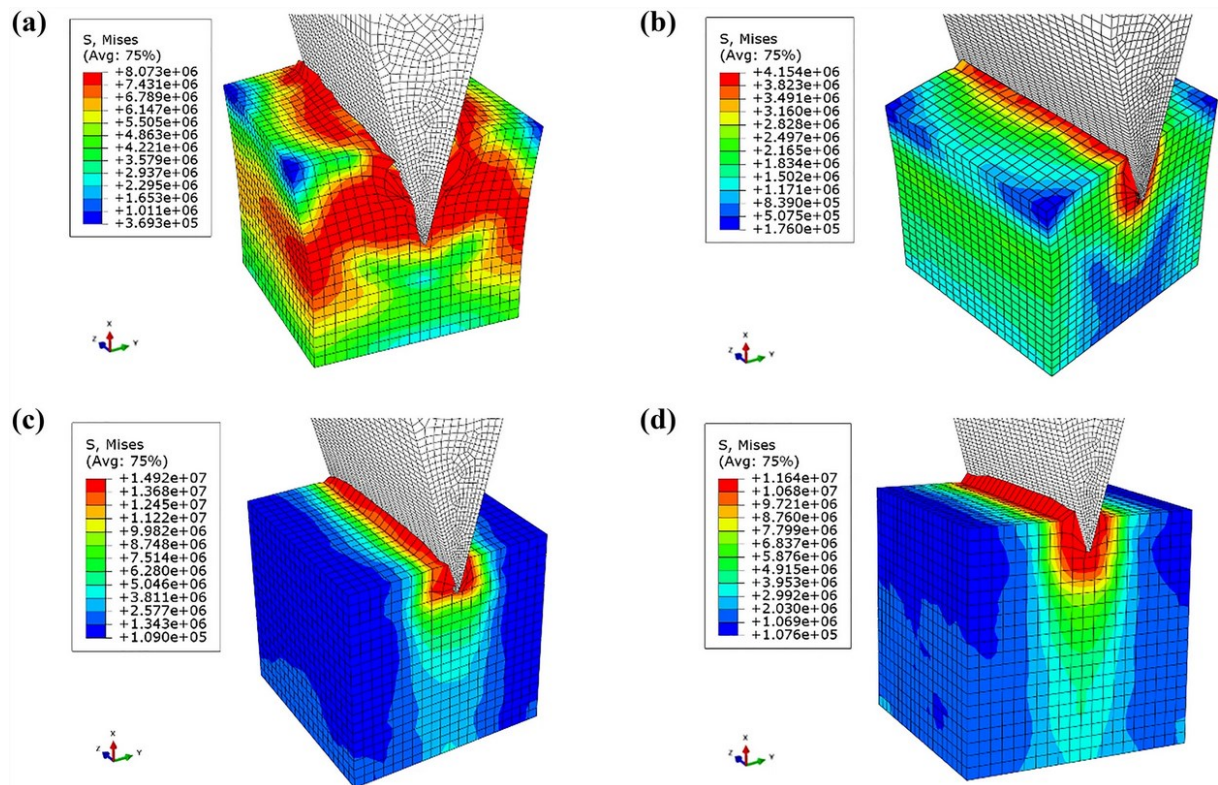 (a)
S, Mises
(Avg: 75%)
+8.073e+06
+7.431e+06
+6.789e+06
+6.147e+06
+5.505e+06
+4.863e+06
+4.221e+06
+3.579e+06
+2.937e+06
+2.295e+06
+1.653e+06
+1.011e+06
+3.693e+05
X
Z
Y
(b)
S, Mises
(Avg: 75%)
+4.154e+06
+3.823e+06
+3.491e+06
+3.160e+06
+2.828e+06
+2.497e+06
+2.165e+06
+1.834e+06
+1.502e+06
+1.171e+06
+8.390e+05
+5.075e+05
+1.760e+05
X
Z
Y
(c)
S, Mises
(Avg: 75%)
+1.492e+07
+1.368e+07
+1.245e+07
+1.122e+07
+9.982e+06
+8.748e+06
+7.514e+06
+6.280e+06
+5.046e+06
+3.811e+06
+2.577e+06
+1.343e+06
+1.090e+05
X
Z
Y
(d)
S, Mises
(Avg: 75%)
+1.164e+07
+1.068e+07
+9.721e+06
+8.760e+06
+7.799e+06
+6.837e+06
+5.876e+06
+4.915e+06
+3.953e+06
+2.992e+06
+2.030e+06
+1.069e+06
+1.076e+05
X
Z
Y